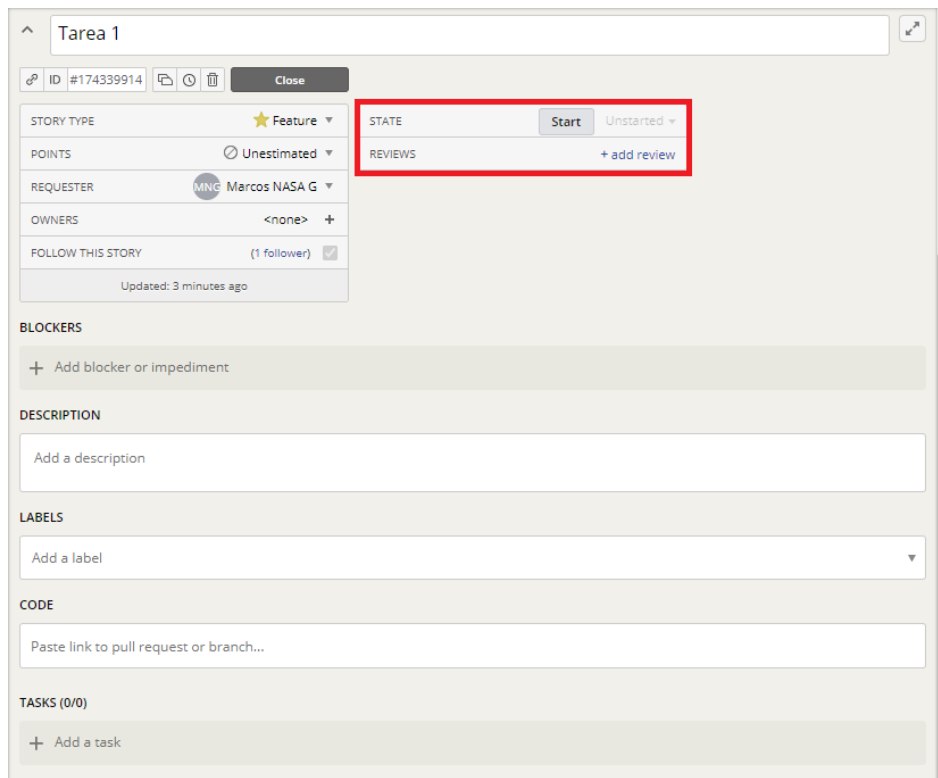 Tarea 1
ID #174339914 Close
STORY TYPE Feature
POINTS Unestimated
REQUESTER MNG Marcos NASA G
OWNERS <none> +
FOLLOW THIS STORY (1 follower)
Updated: 3 minutes ago
STATE Start Unstarted
REVIEWS + add review
BLOCKERS
+ Add blocker or impediment
DESCRIPTION
Add a description
LABELS
Add a label
CODE
Paste link to pull request or branch...
TASKS (0/0)
+ Add a task